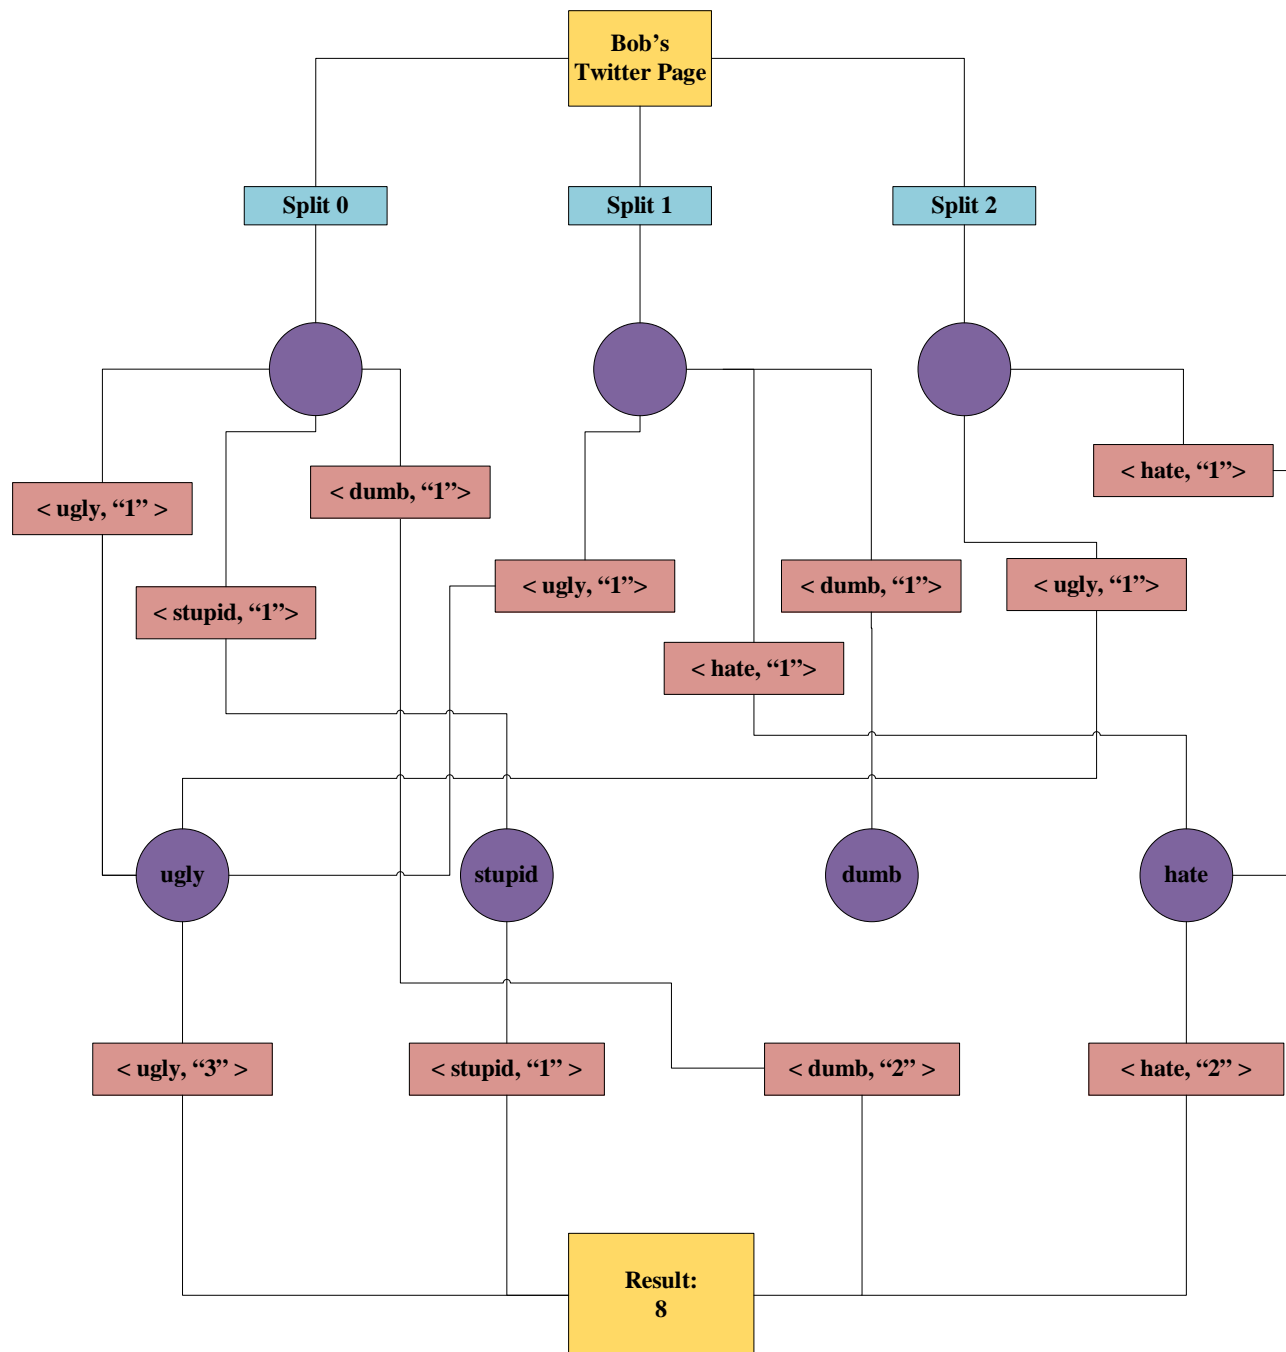 Bob’s
Twitter Page
Split 0
Split 1
Split 2
< hate, “1”>
< dumb, “1”>
< ugly, “1” >
< ugly, “1”>
< dumb, “1”>
< ugly, “1”>
< stupid, “1”>
< hate, “1”>
ugly
stupid
dumb
hate
< ugly, “3” >
< stupid, “1” >
< dumb, “2” >
< hate, “2” >
Result:
8